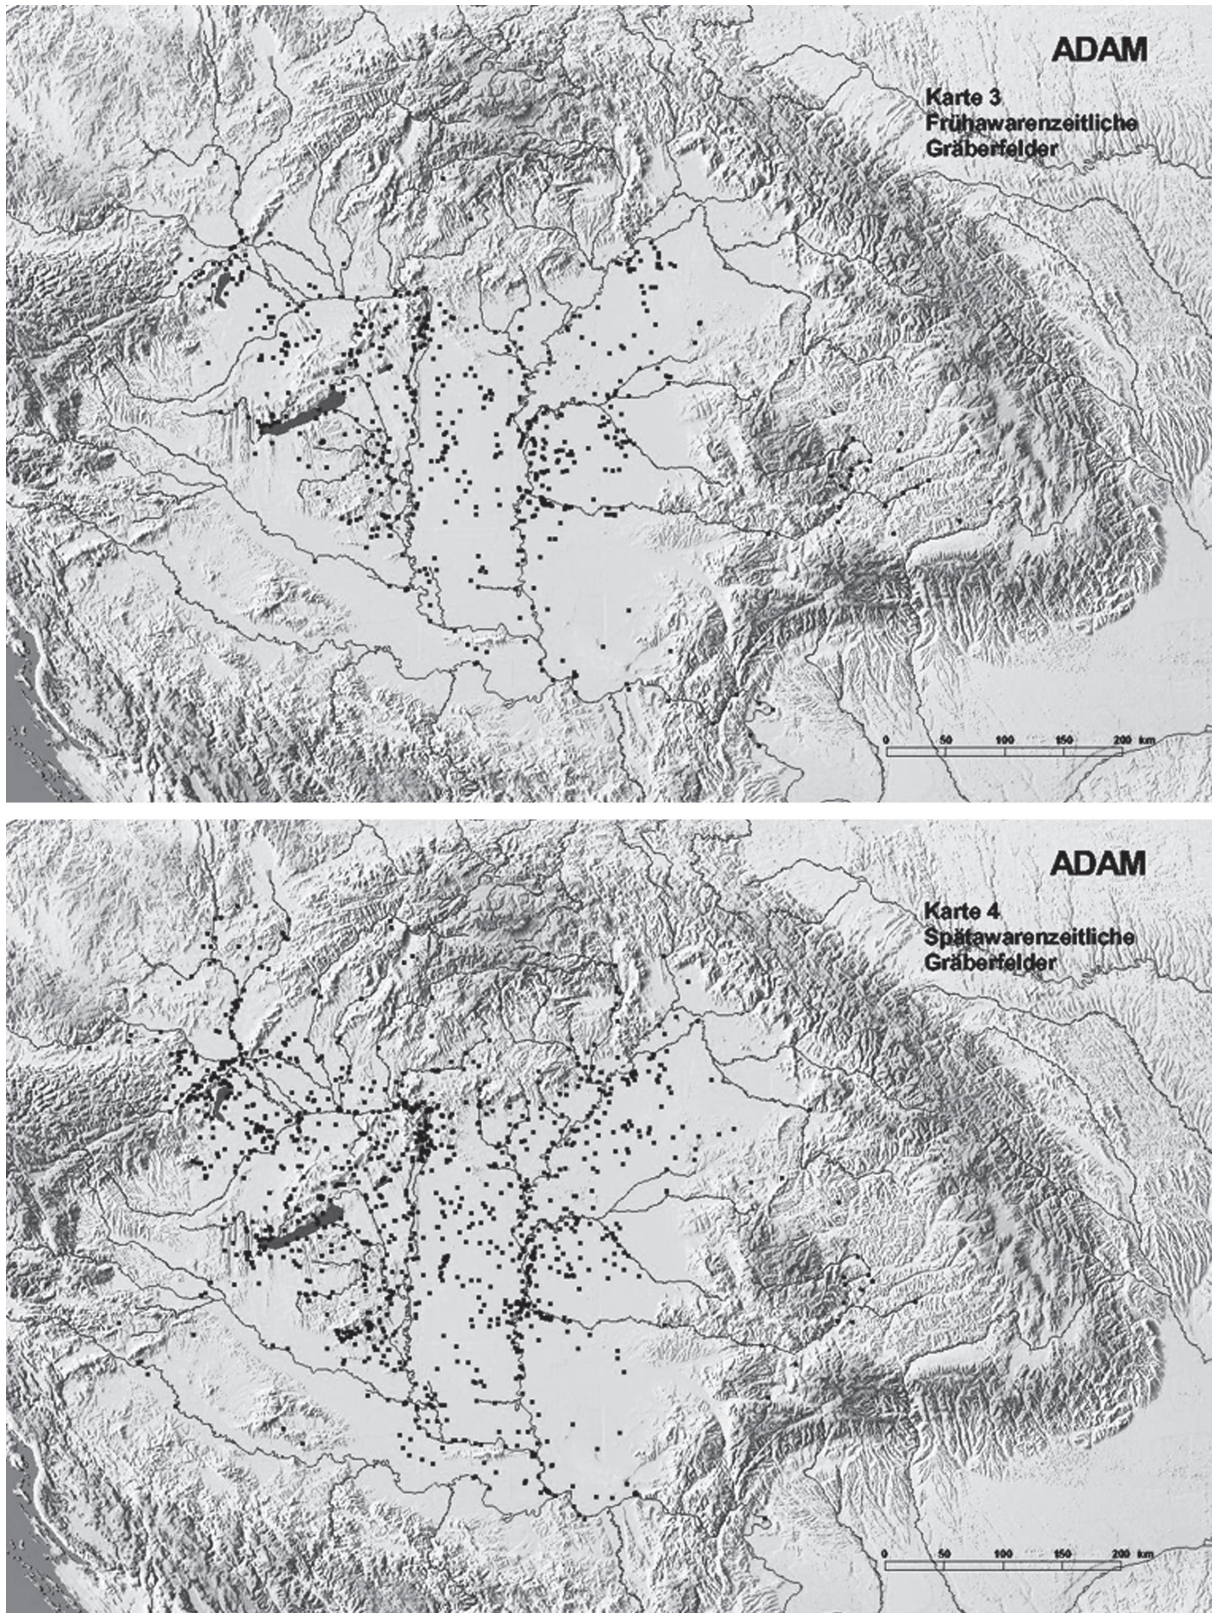 ADAM
Karte 3
Frühawarenzeitliche
Gräberfelder
0 50 100 150 200 km
ADAM
Karte 4
Spätawarenzeitliche
Gräberfelder
0 50 100 150 200 km